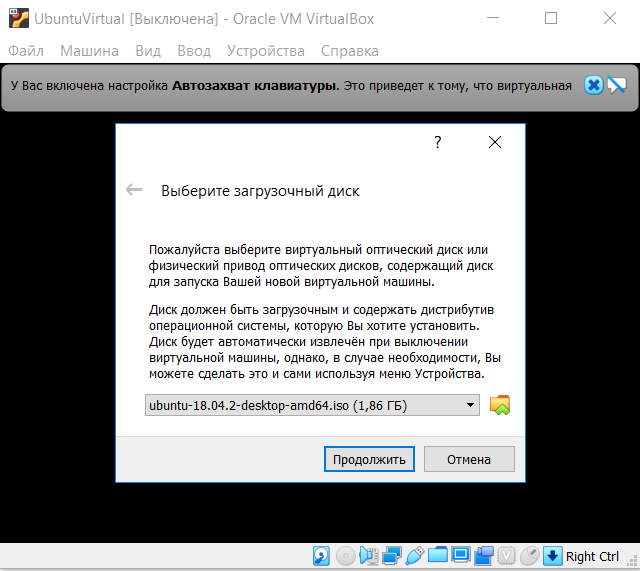 UbuntuVirtual [Выключена] - Oracle VM VirtualBox
Файл Машина Вид Ввод Устройства Справка
У Вас включена настройка Автозахват клавиатуры. Это приведет к тому, что виртуальная
?
Выберите загрузочный диск
Пожалуйста выберите виртуальный оптический диск или
физический привод оптических дисков, содержащий диск
для запуска Вашей новой виртуальной машины.
Диск должен быть загрузочным и содержать дистрибутив
операционной системы, которую Вы хотите установить.
Диск будет автоматически извлечён при выключении
виртуальной машины, однако, в случае необходимости, Вы
можете сделать это и сами используя меню Устройства.
ubuntu-18.04.2-desktop-amd64.iso (1,86 ГБ)
Продолжить Отмена
Right Ctrl